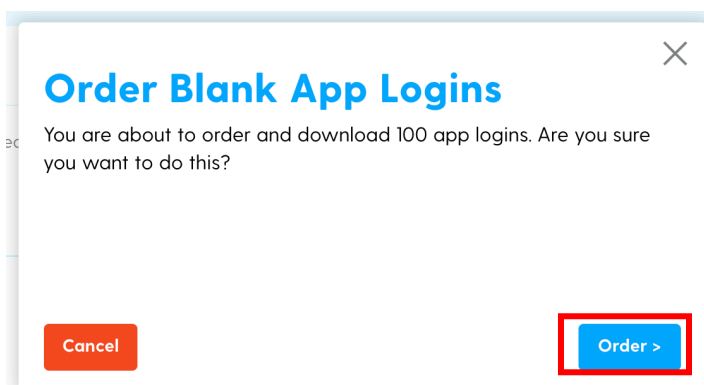 Order Blank App Logins
You are about to order and download 100 app logins. Are you sure
you want to do this?
Cancel
Order >